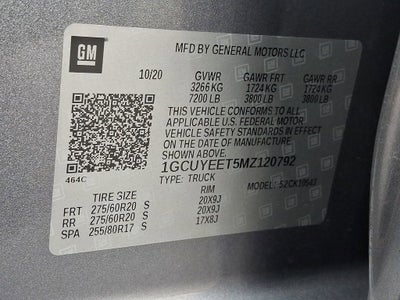 GM
MFD BY GENERAL MOTORS LLC
10/20 GVWR GAWR FRT GAWR RR
3266 KG 1724 KG 1724 KG
7200 LB 3800 LB 3800 LB
THIS VEHICLE CONFORMS TO ALL
APPLICABLE U.S. FEDERAL MOTOR
VEHICLE SAFETY STANDARDS IN EFFECT
ON THE DATE OF MANUFACTURE
SHOWN ABOVE.
1GCUYEET5MZ120792
464C TYPE: TRUCK MODEL:
TIRE SIZE RIM
FRT 275/60R20 S 20X9J
RR 275/60R20 S 20X9J
SPA 255/80R17 S 17X8J